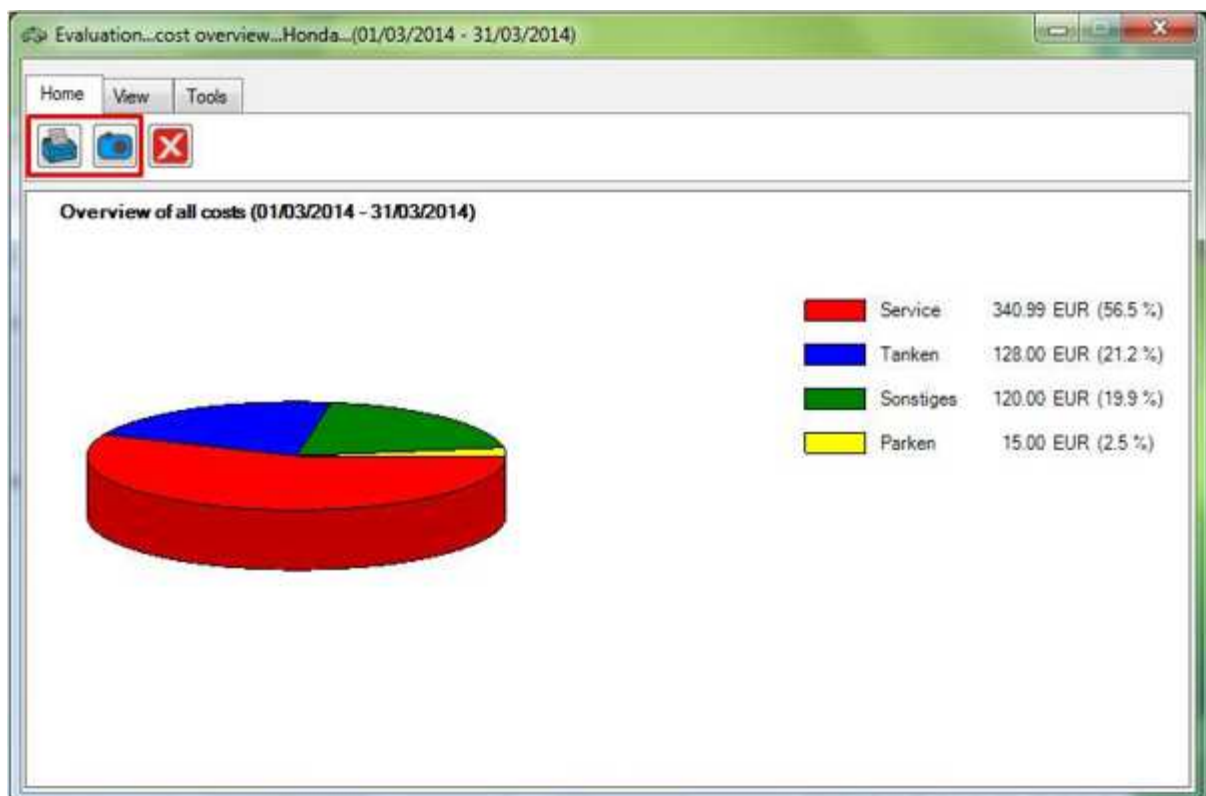 Evaluation...cost overview...Honda...(01/03/2014 - 31/03/2014)
Home View Tools
Overview of all costs (01/03/2014 - 31/03/2014)
Service 340.99 EUR (56.5 %)
Tanken 128.00 EUR (21.2 %)
Sonstiges 120.00 EUR (19.9 %)
Parken 15.00 EUR (2.5 %)